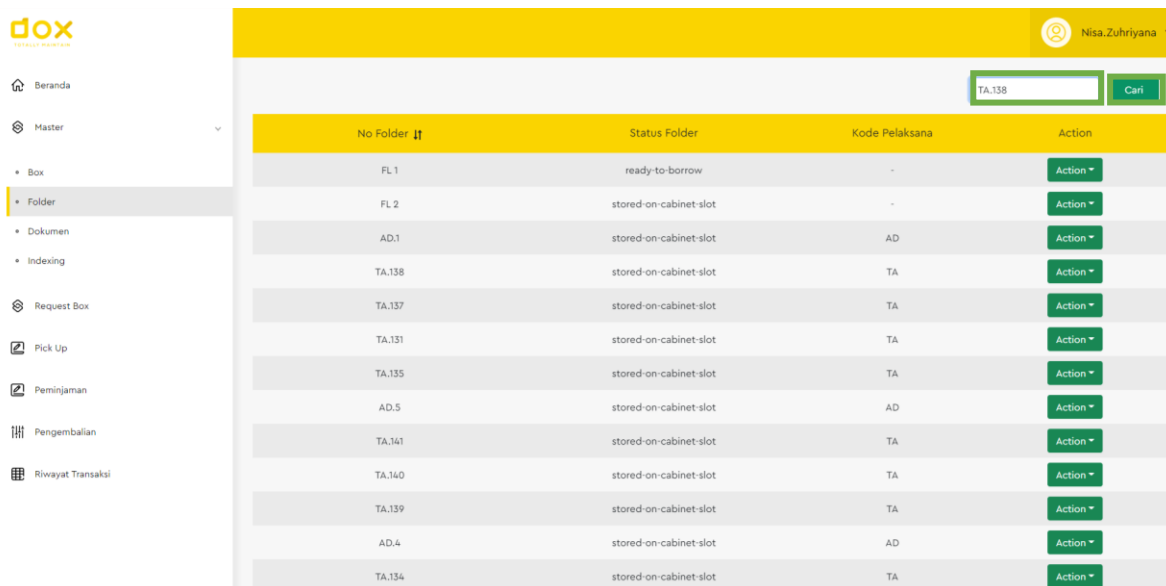 dox
TOTALLY MAINTAIN
Nisa.Zuhriyana
Beranda
Master
Box
Folder
Dokumen
Indexing
Request Box
Pick Up
Peminjaman
Pengembalian
Riwayat Transaksi
TA.138 Cari
No Folder Status Folder Kode Pelaksana Action
FL 1 ready-to-borrow - Action
FL 2 stored-on-cabinet-slot - Action
AD.1 stored-on-cabinet-slot AD Action
TA.138 stored-on-cabinet-slot TA Action
TA.137 stored-on-cabinet-slot TA Action
TA.131 stored-on-cabinet-slot TA Action
TA.135 stored-on-cabinet-slot TA Action
AD.5 stored-on-cabinet-slot AD Action
TA.141 stored-on-cabinet-slot TA Action
TA.140 stored-on-cabinet-slot TA Action
TA.139 stored-on-cabinet-slot TA Action
AD.4 stored-on-cabinet-slot AD Action
TA.134 stored-on-cabinet-slot TA Action